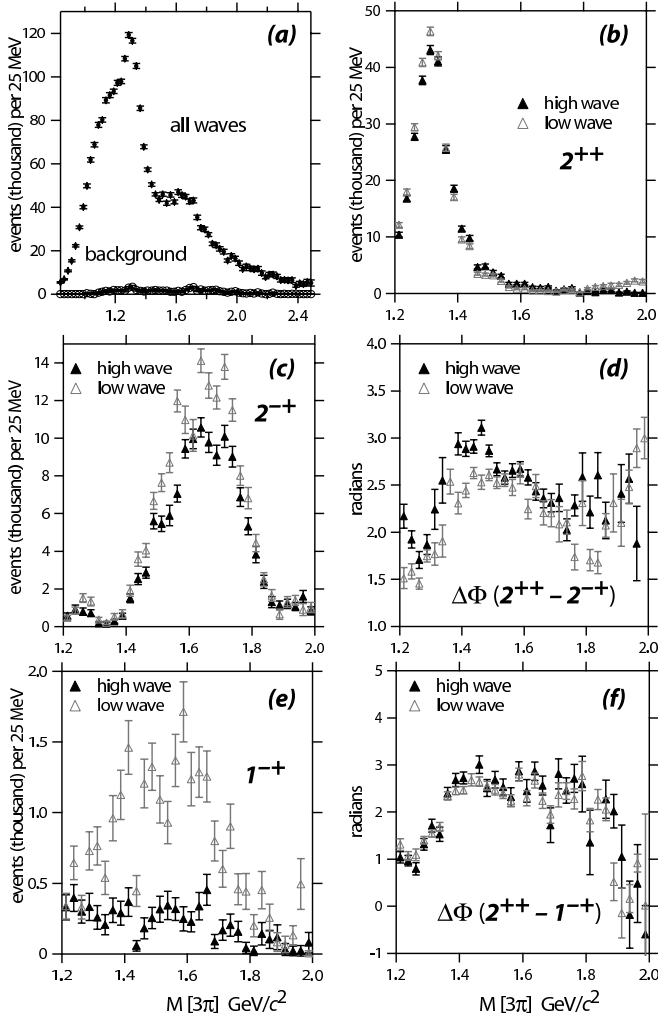 (a)
events (thousand) per 25 MeV
120
100
80
60
40
20
0
all waves
background
1.2
1.6
2.0
2.4
(b)
events (thousand) per 25 MeV
50
40
30
20
10
0
high wave
low wave
2++
1.2
1.4
1.6
1.8
2.0
(c)
events (thousand) per 25 MeV
14
12
10
8
6
4
2
0
high wave
low wave
2-+
1.2
1.4
1.6
1.8
2.0
(d)
radians
4.0
3.5
3.0
2.5
2.0
1.5
1.0
high wave
low wave
ΔΦ (2++ – 2-+)
1.2
1.4
1.6
1.8
2.0
(e)
events (thousand) per 25 MeV
2.0
1.5
1.0
0.5
0
high wave
low wave
1-+
1.2
1.4
1.6
1.8
2.0
M [3π] GeV/c2
(f)
radians
5
4
3
2
1
0
-1
high wave
low wave
ΔΦ (2++ – 1-+)
1.2
1.4
1.6
1.8
2.0
M [3π] GeV/c2